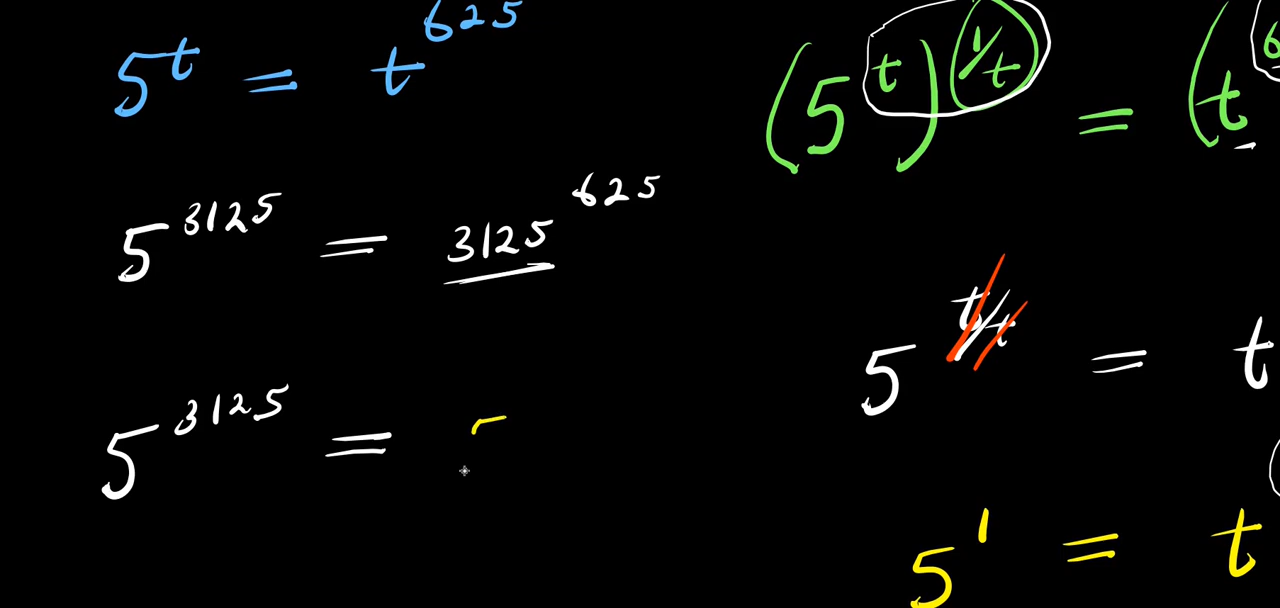 5^t = t^625
5^3125 = 3125^625
5^3125 =
(5^t)^1/t = (t
5^t/t = t
5^1 = t